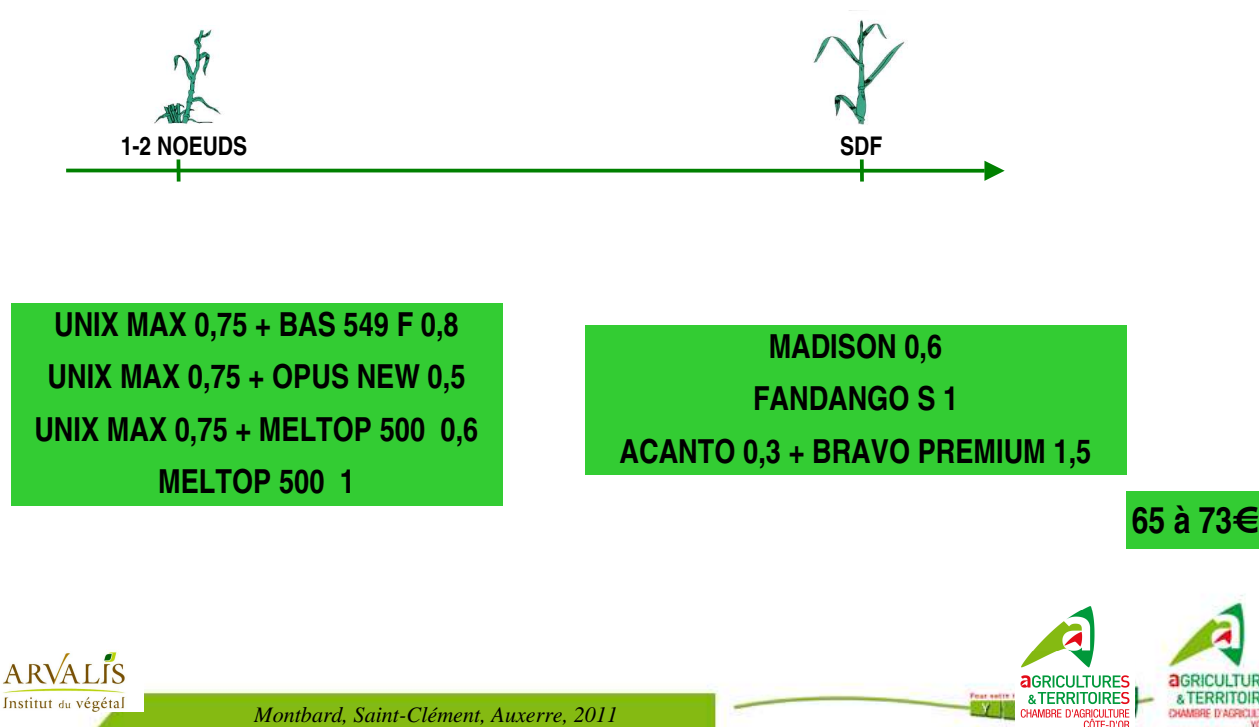 1-2 NOEUDS
SDF
UNIX MAX 0,75 + BAS 549 F 0,8
UNIX MAX 0,75 + OPUS NEW 0,5
UNIX MAX 0,75 + MELTOP 500 0,6
MELTOP 500 1
MADISON 0,6
FANDANGO S 1
ACANTO 0,3 + BRAVO PREMIUM 1,5
65 à 73€
ARVALIS
Institut du végétal
Montbard, Saint-Clément, Auxerre, 2011
Y
AGRICULTURES
& TERRITOIRES
CHAMBRE D'AGRICULTURE
CÔTE-D'OR
AGRICULTUR
& TERRITOIR
CHAMBRE D'AGRICUL